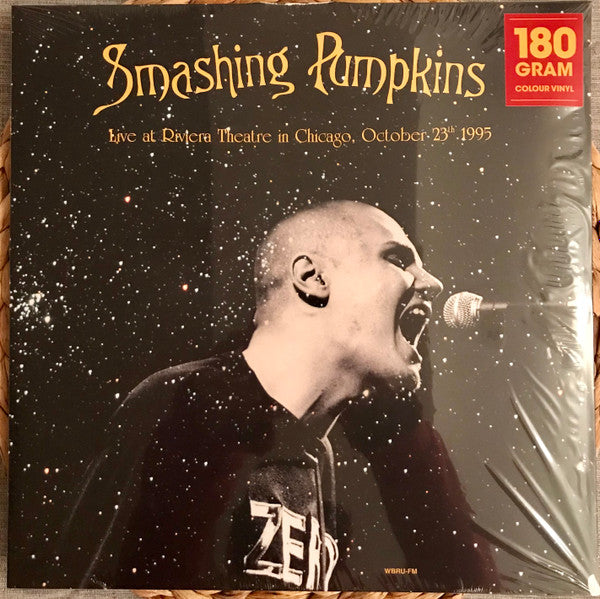 Smashing Pumpkins
Live at Riviera Theatre in Chicago, October 23th 1995
180
GRAM
COLOUR VINYL
ZER
WBRU-FM